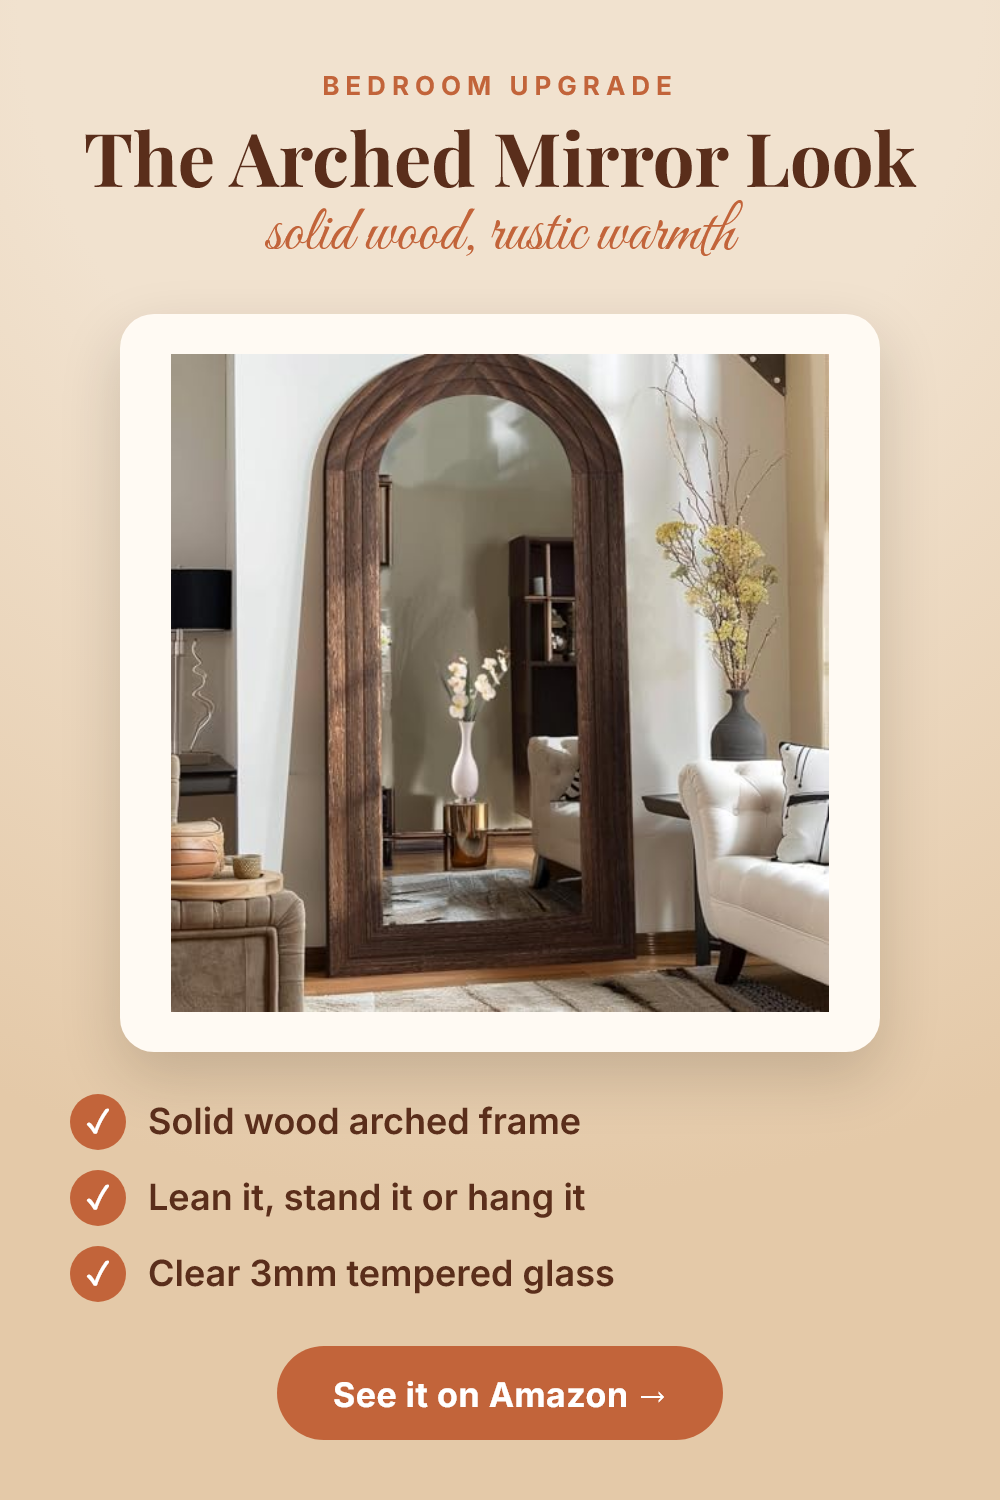 BEDROOM UPGRADE
The Arched Mirror Look
solid wood, rustic warmth
Solid wood arched frame
Lean it, stand it or hang it
Clear 3mm tempered glass
See it on Amazon →